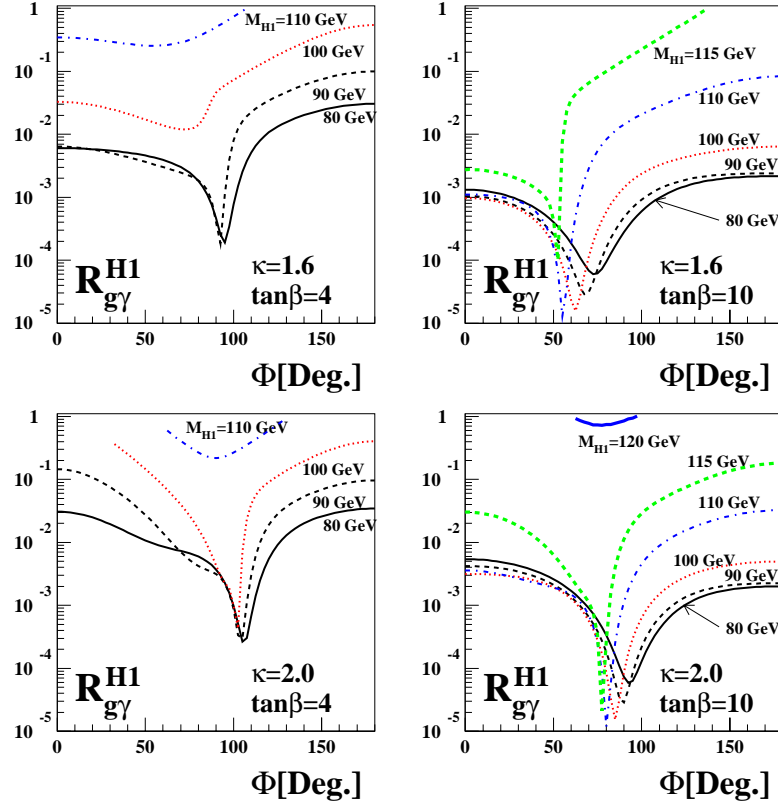 1
10 -1
10 -2
10 -3
10 -4
10 -5
0 50 100 150
Φ[Deg.]
M_H1=110 GeV
100 GeV
90 GeV
80 GeV
R_gγ^H1
κ=1.6
tanβ=4
1
10 -1
10 -2
10 -3
10 -4
10 -5
0 50 100 150
Φ[Deg.]
M_H1=115 GeV
110 GeV
100 GeV
90 GeV
80 GeV
R_gγ^H1
κ=1.6
tanβ=10
1
10 -1
10 -2
10 -3
10 -4
10 -5
0 50 100 150
Φ[Deg.]
M_H1=110 GeV
100 GeV
90 GeV
80 GeV
R_gγ^H1
κ=2.0
tanβ=4
1
10 -1
10 -2
10 -3
10 -4
10 -5
0 50 100 150
Φ[Deg.]
M_H1=120 GeV
115 GeV
110 GeV
100 GeV
90 GeV
80 GeV
R_gγ^H1
κ=2.0
tanβ=10